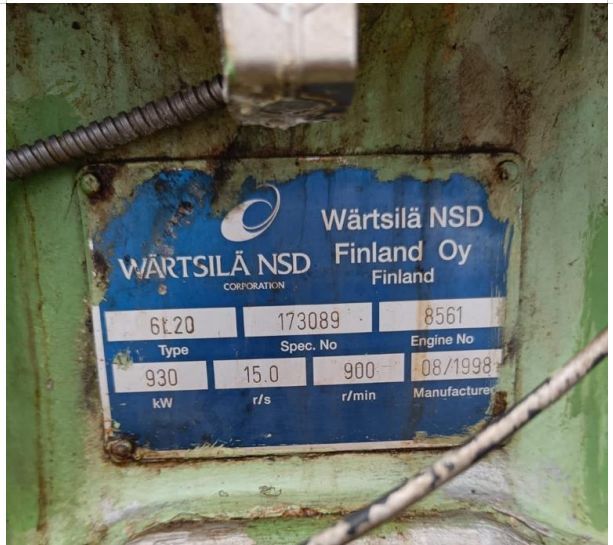 WÄRTSILÄ NSD
CORPORATION
Wärtsilä NSD
Finland Oy
Finland
6L20 173089 8561
Type Spec. No Engine No
930 15.0 900 08/1998
kW r/s r/min Manufacture